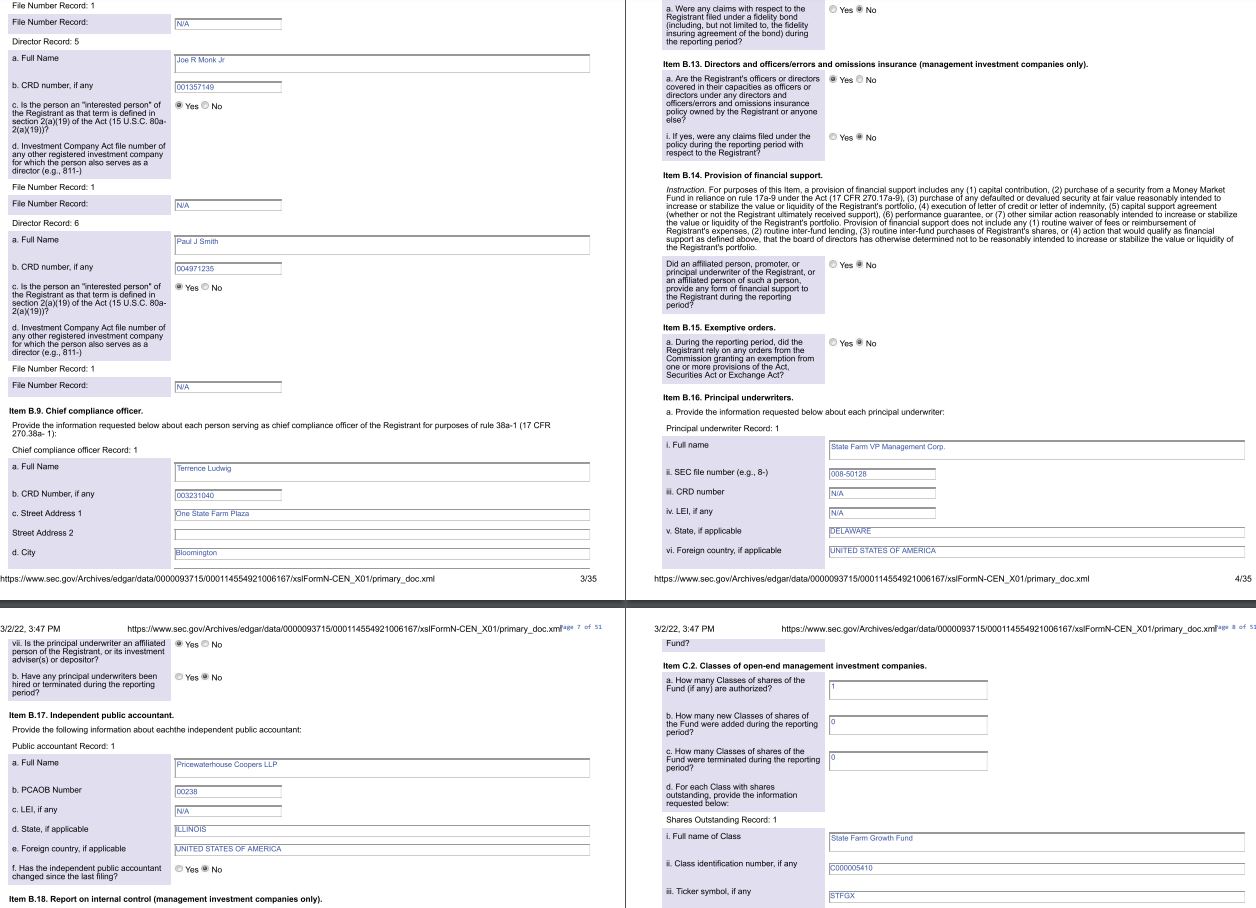 File Number Record: 1
File Number Record:
N/A
Director Record: 5
a. Full Name
Joe R Monk Jr
b. CRD number, if any
001357149
c. Is the person an "interested person" of
the Registrant as that term is defined in
section 2(a)(19) of the Act (15 U.S.C. 80a-
2(a)(19))?
Yes No
d. Investment Company Act file number of
any other registered investment company
for which the person also serves as a
director (e.g., 811-)
File Number Record: 1
File Number Record:
N/A
Director Record: 6
a. Full Name
Paul J Smith
b. CRD number, if any
004971235
c. Is the person an "interested person" of
the Registrant as that term is defined in
section 2(a)(19) of the Act (15 U.S.C. 80a-
2(a)(19))?
Yes No
d. Investment Company Act file number of
any other registered investment company
for which the person also serves as a
director (e.g., 811-)
File Number Record: 1
File Number Record:
N/A
Item B.9. Chief compliance officer.
Provide the information requested below about each person serving as chief compliance officer of the Registrant for purposes of rule 38a-1 (17 CFR
270.38a- 1):
Chief compliance officer Record: 1
a. Full Name
Terrence Ludwig
b. CRD Number, if any
003231040
c. Street Address 1
One State Farm Plaza
Street Address 2
d. City
Bloomington
https://www.sec.gov/Archives/edgar/data/0000093715/000114554921006167/xslFormN-CEN_X01/primary_doc.xml
3/35
a. Were any claims with respect to the
Registrant filed under a fidelity bond
(including, but not limited to, the fidelity
insuring agreement of the bond) during
the reporting period?
Yes No
Item B.13. Directors and officers/errors and omissions insurance (management investment companies only).
a. Are the Registrant's officers or directors
covered in their capacities as officers or
directors under any directors and
officers/errors and omissions insurance
policy owned by the Registrant or anyone
else?
Yes No
i. If yes, were any claims filed under the
policy during the reporting period with
respect to the Registrant?
Yes No
Item B.14. Provision of financial support.
Instruction. For purposes of this Item, a provision of financial support includes any (1) capital contribution, (2) purchase of a security from a Money Market
Fund in reliance on rule 17a-9 under the Act (17 CFR 270.17a-9), (3) purchase of any defaulted or devalued security at fair value reasonably intended to
increase or stabilize the value or liquidity of the Registrant's portfolio, (4) execution of letter of credit or letter of indemnity, (5) capital support agreement
(whether or not the Registrant ultimately received support), (6) performance guarantee, or (7) other similar action reasonably intended to increase or stabilize
the value or liquidity of the Registrant's portfolio. Provision of financial support does not include any (1) routine waiver of fees or reimbursement of
Registrant's expenses, (2) routine inter-fund lending, (3) routine inter-fund purchases of Registrant's shares, or (4) action that would qualify as financial
support as defined above, that the board of directors has otherwise determined not to be reasonably intended to increase or stabilize the value or liquidity of
the Registrant's portfolio.
Did an affiliated person, promoter, or
principal underwriter of the Registrant, or
an affiliated person of such a person,
provide any form of financial support to
the Registrant during the reporting
period?
Yes No
Item B.15. Exemptive orders.
a. During the reporting period, did the
Registrant rely on any orders from the
Commission granting an exemption from
one or more provisions of the Act,
Securities Act or Exchange Act?
Yes No
Item B.16. Principal underwriters.
a. Provide the information requested below about each principal underwriter:
Principal underwriter Record: 1
i. Full name
State Farm VP Management Corp.
ii. SEC file number (e.g., 8-)
008-50128
iii. CRD number
N/A
iv. LEI, if any
N/A
v. State, if applicable
DELAWARE
vi. Foreign country, if applicable
UNITED STATES OF AMERICA
https://www.sec.gov/Archives/edgar/data/0000093715/000114554921006167/xslFormN-CEN_X01/primary_doc.xml
4/35
3/2/22, 3:47 PM
https://www.sec.gov/Archives/edgar/data/0000093715/000114554921006167/xslFormN-CEN_X01/primary_doc.xml
Page 7 of 51
vii. Is the principal underwriter an affiliated
person of the Registrant, or its investment
adviser(s) or depositor?
Yes No
b. Have any principal underwriters been
hired or terminated during the reporting
period?
Yes No
Item B.17. Independent public accountant.
Provide the following information about eachthe independent public accountant:
Public accountant Record: 1
a. Full Name
Pricewaterhouse Coopers LLP
b. PCAOB Number
00238
c. LEI, if any
N/A
d. State, if applicable
ILLINOIS
e. Foreign country, if applicable
UNITED STATES OF AMERICA
f. Has the independent public accountant
changed since the last filing?
Yes No
Item B.18. Report on internal control (management investment companies only).
3/2/22, 3:47 PM
https://www.sec.gov/Archives/edgar/data/0000093715/000114554921006167/xslFormN-CEN_X01/primary_doc.xml
Page 8 of 51
Fund?
Item C.2. Classes of open-end management investment companies.
a. How many Classes of shares of the
Fund (if any) are authorized?
1
b. How many new Classes of shares of
the Fund were added during the reporting
period?
0
c. How many Classes of shares of the
Fund were terminated during the reporting
period?
0
d. For each Class with shares
outstanding, provide the information
requested below:
Shares Outstanding Record: 1
i. Full name of Class
State Farm Growth Fund
ii. Class identification number, if any
C000005410
iii. Ticker symbol, if any
STFGX